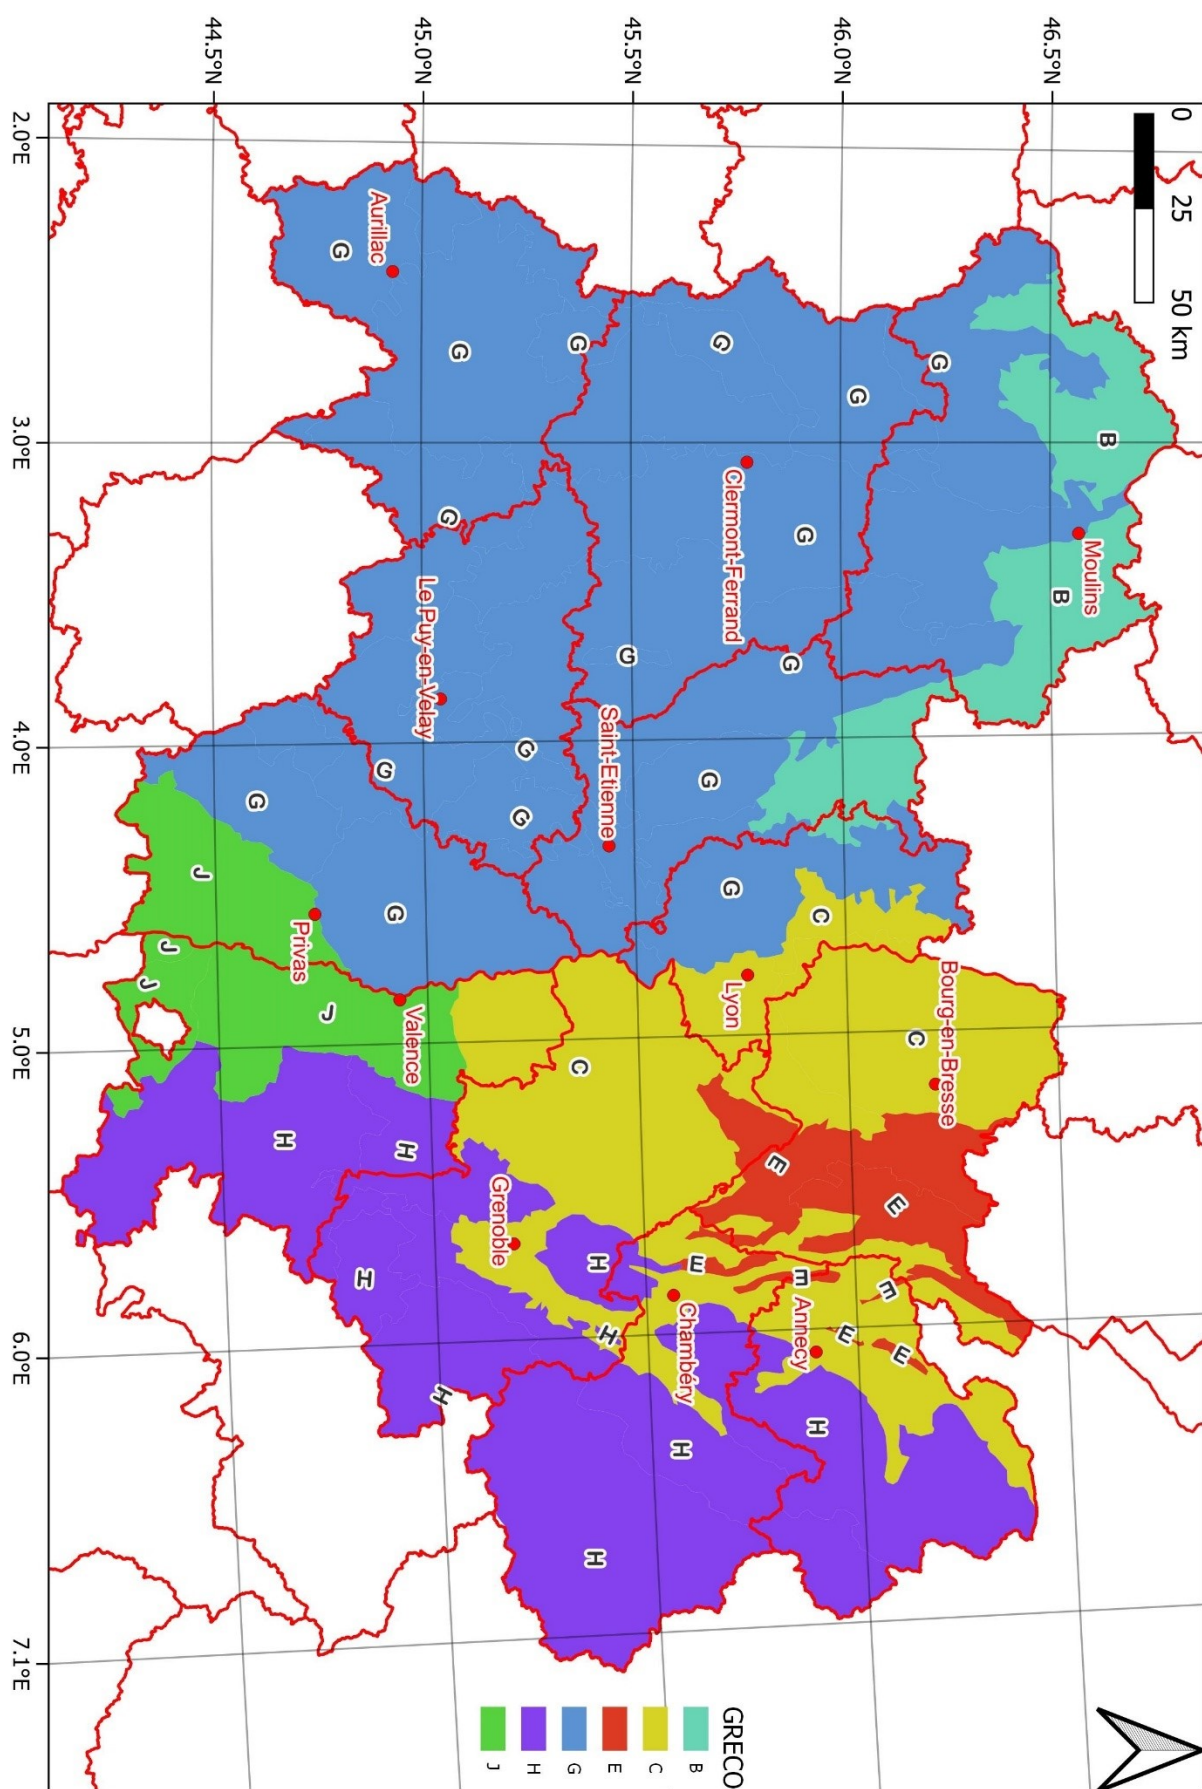 0 25 50 km
46.5°N
46.0°N
45.5°N
45.0°N
44.5°N
2.0°E
3.0°E
4.0°E
5.0°E
6.0°E
7.1°E
B
Moulins
B
G
G
G
Clermont-Ferrand
G
G
G
G
G
Aurillac
G
G
Le Puy-en-Velay
G
G
G
Saint-Etienne
G
G
C
Lyon
Bourg-en-Bresse
C
C
E
E
E
E
E
E
E
Annecy
Chambéry
H
H
H
H
H
Grenoble
H
H
H
H
Valence
G
G
Privas
J
J
J
J
GRECO
B
C
E
G
H
J